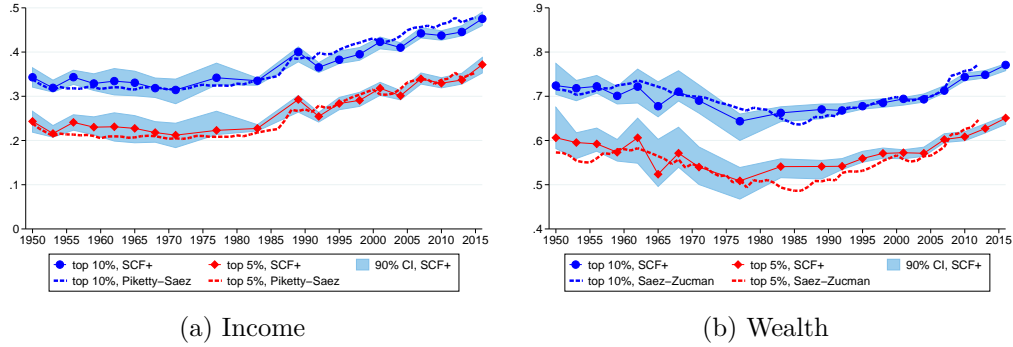 .5
.4
.3
.2
.1
0
1950 1955 1960 1965 1970 1975 1980 1985 1990 1995 2000 2005 2010 2015
top 10%, SCF+ top 5%, SCF+ 90% CI, SCF+
top 10%, Piketty−Saez top 5%, Piketty−Saez
(a) Income
.9
.8
.7
.6
.5
.4
1950 1955 1960 1965 1970 1975 1980 1985 1990 1995 2000 2005 2010 2015
top 10%, SCF+ top 5%, SCF+ 90% CI, SCF+
top 10%, Saez−Zucman top 5%, Saez−Zucman
(b) Wealth